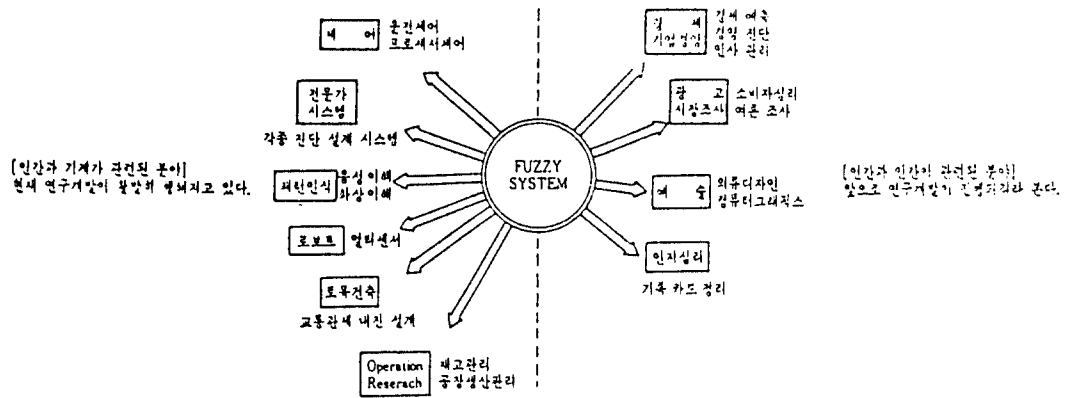 제 어
운전제어
프로세서제어
전문가
시스템
각종 진단 설계 시스템
[인간과 기계가 관련된 분야]
현재 연구개발이 활발히 행해지고 있다.
패턴인식
음성이해
화상이해
로보트
멀티센서
토목건축
교통관제 내진 설계
Operation
Reserach
재고관리
공장생산관리
FUZZY
SYSTEM
경 제
기업경영
경제 예측
경영 진단
인사 관리
광 고
시장조사
소비자심리
여론 조사
예 술
의류디자인
컴퓨터그래픽스
[인간과 인간이 관련된 분야]
앞으로 연구개발이 본다.
인자심리
기록 카드 정리